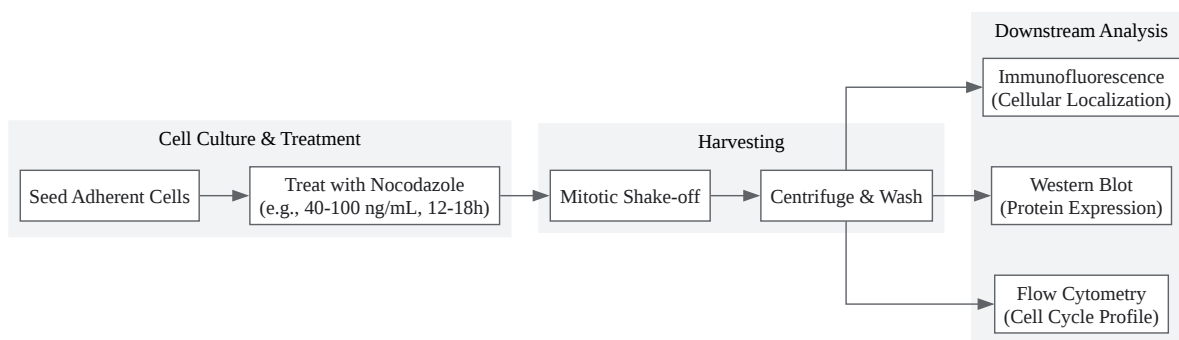 Cell Culture & Treatment
Seed Adherent Cells
Treat with Nocodazole
(e.g., 40-100 ng/mL, 12-18h)
Harvesting
Mitotic Shake-off
Centrifuge & Wash
Downstream Analysis
Immunofluorescence
(Cellular Localization)
Western Blot
(Protein Expression)
Flow Cytometry
(Cell Cycle Profile)